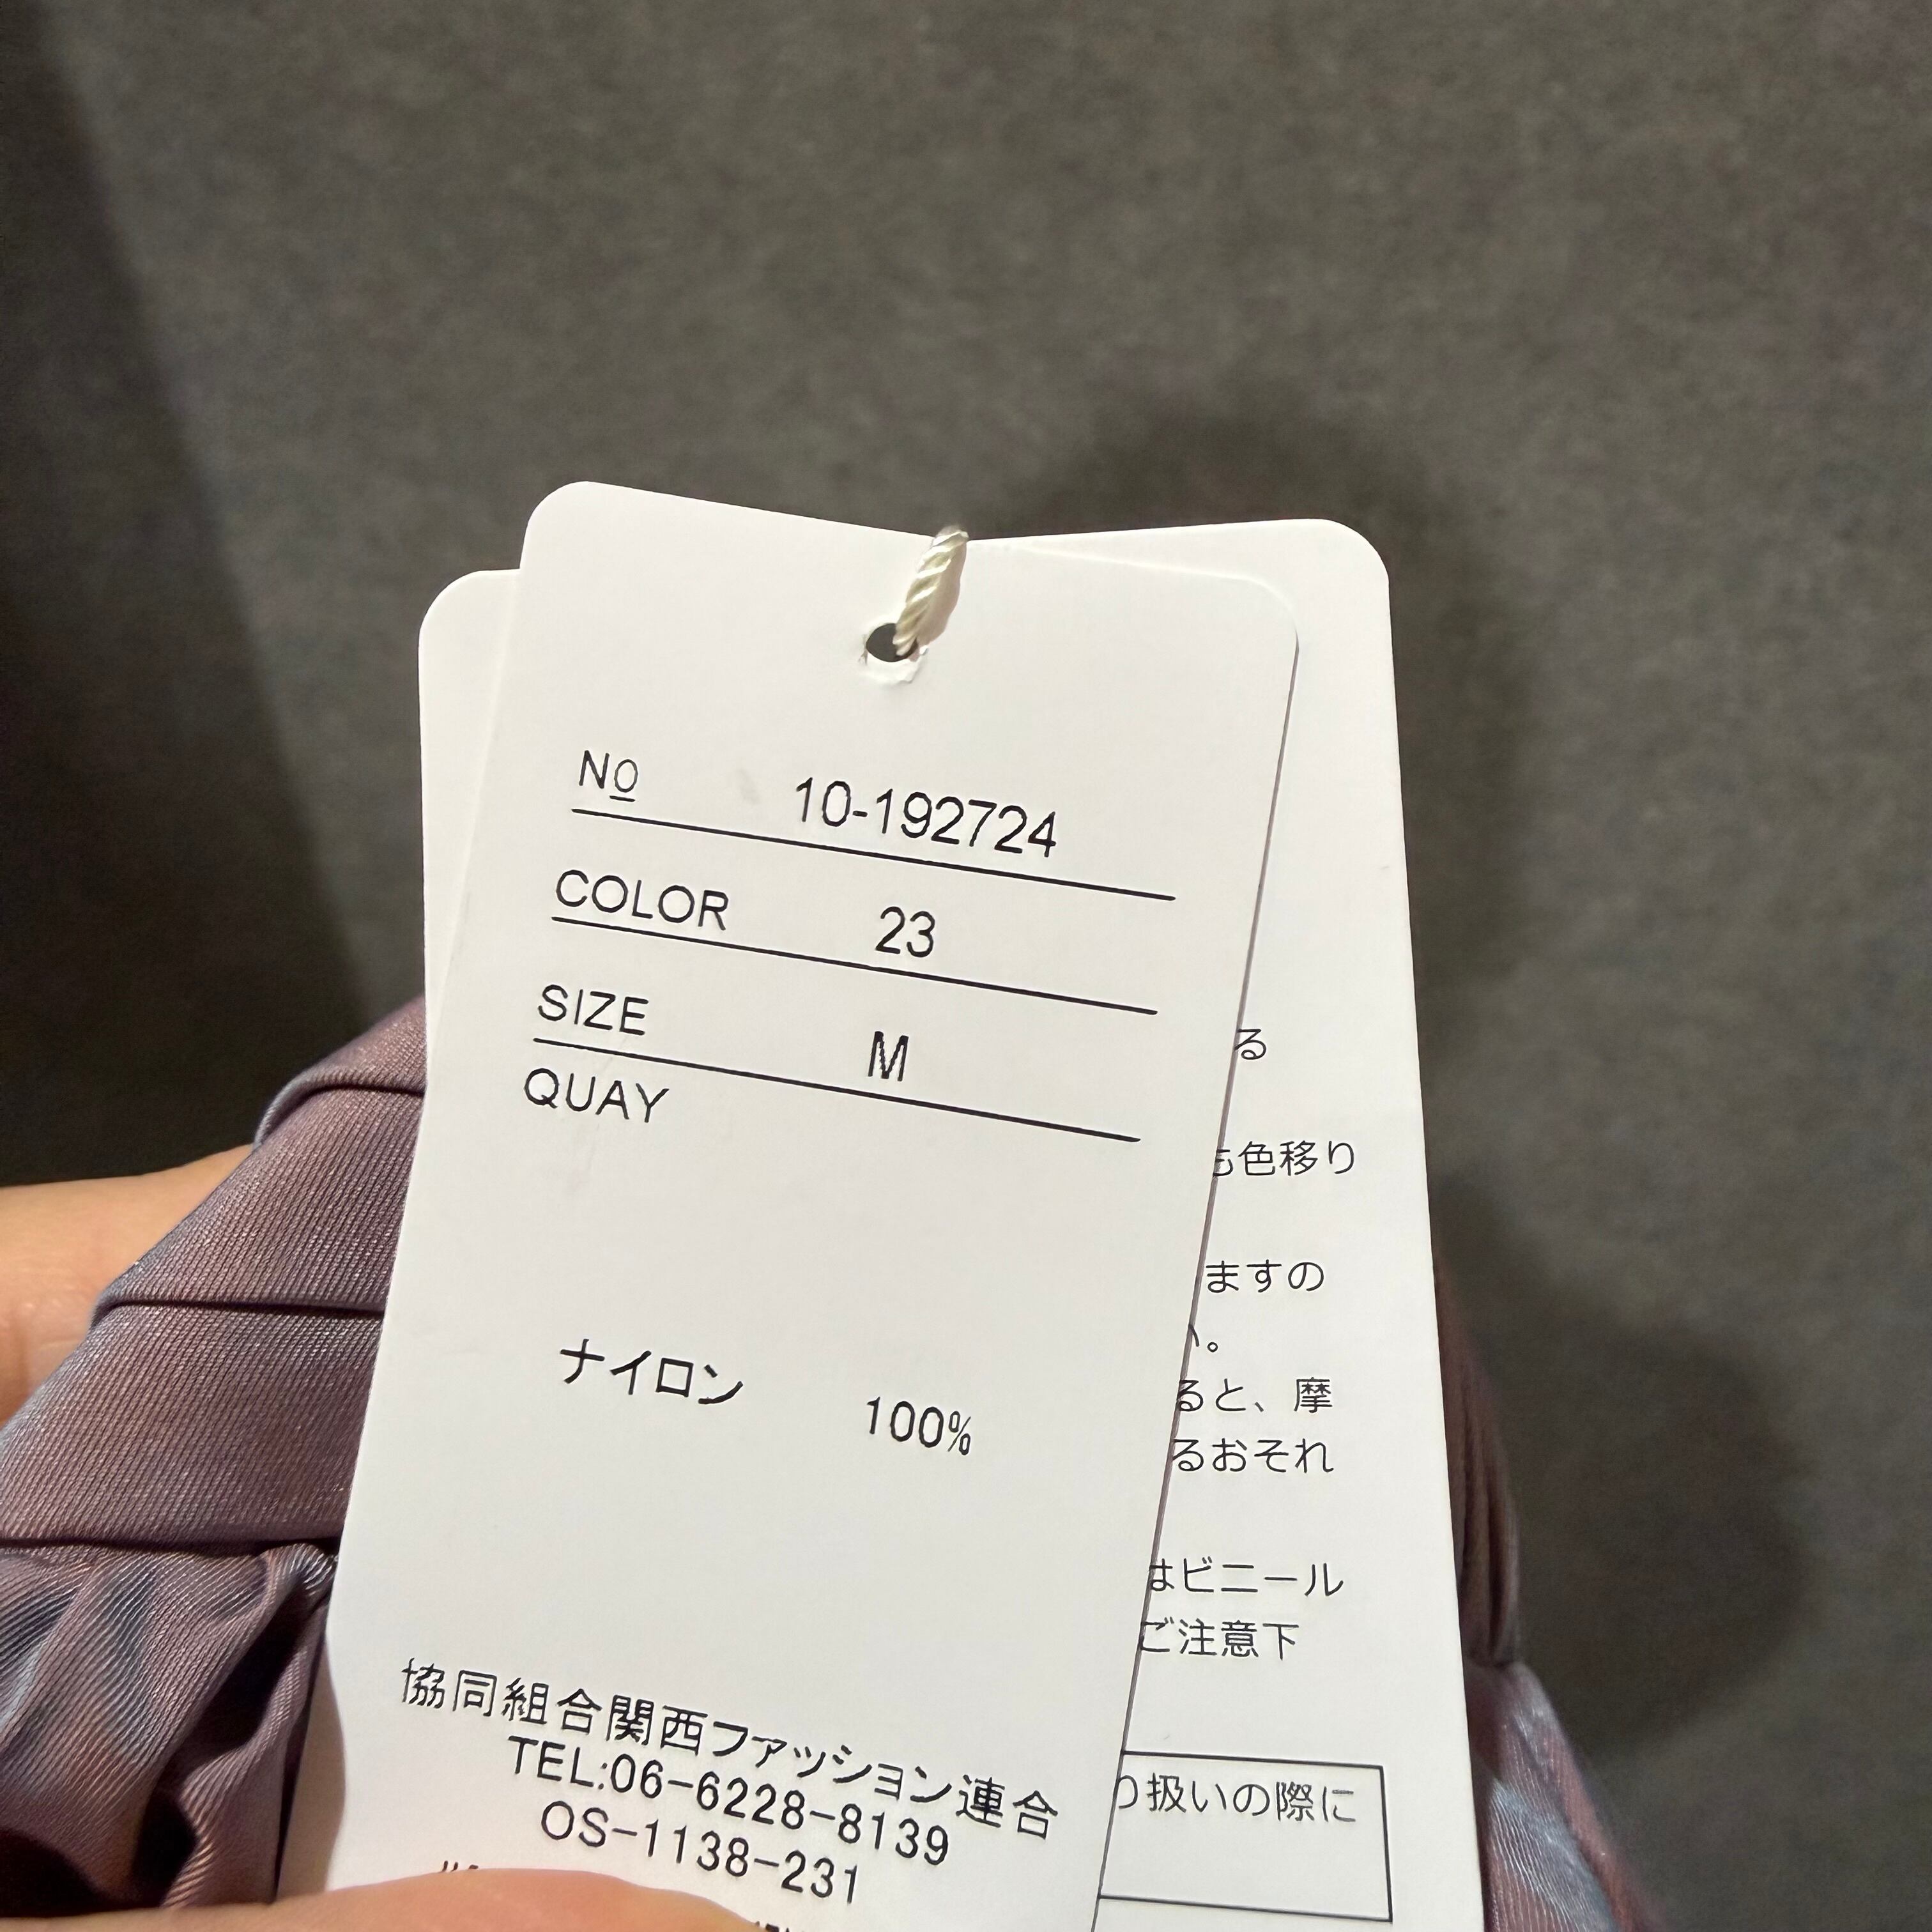 No 10-192724
COLOR 23
SIZE M
QUAY
ナイロン 100%
協同組合関西ファッション連合
TEL:06-6228-8139
OS-1138-231
る
も色移り
ますの
い。
ると、摩
るおそれ
はビニール
ご注意下
り扱いの際に